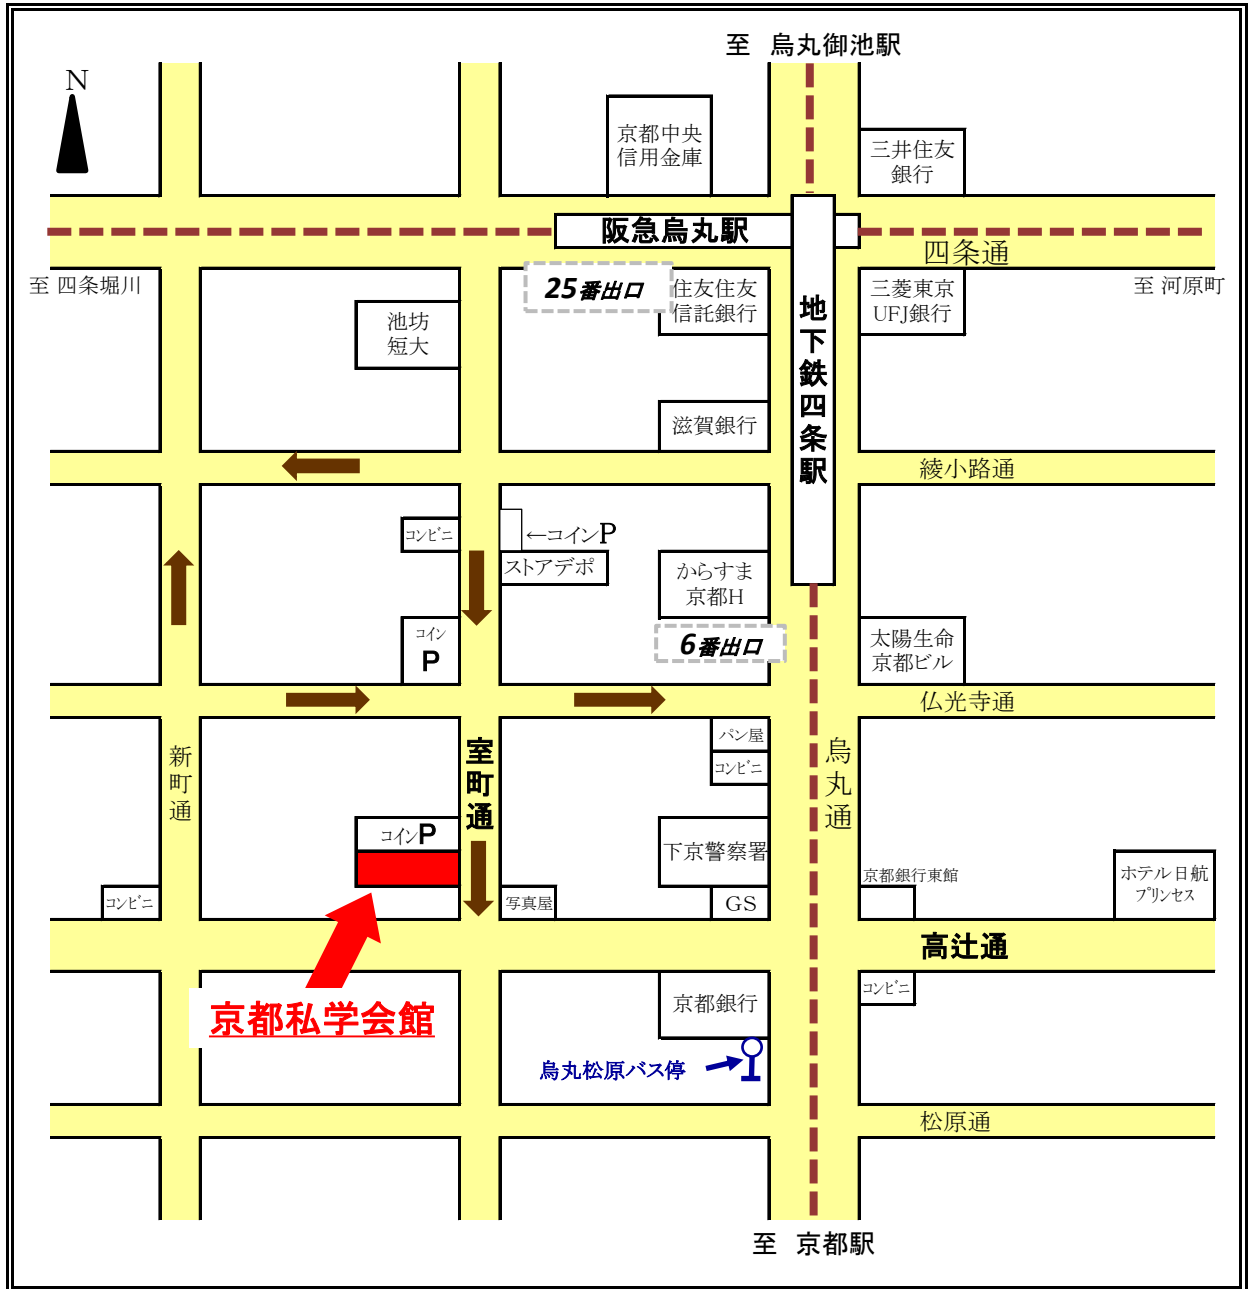 至 烏丸御池駅
N
京都中央
信用金庫
三井住友
銀行
阪急烏丸駅
四条通
至 四条堀川
25番出口
住友住友
信託銀行
三菱東京
UFJ銀行
至 河原町
池坊
短大
地下鉄四条駅
滋賀銀行
綾小路通
コンビニ
←コインP
ストアデポ
からすま
京都H
コイン
P
6番出口
太陽生命
京都ビル
仏光寺通
新町通
室町通
パン屋
コンビニ
烏丸通
コインP
下京警察署
京都銀行東館
ホテル日航
プリンセス
コンビニ
写真屋
GS
高辻通
京都私学会館
京都銀行
コンビニ
烏丸松原バス停
松原通
至 京都駅